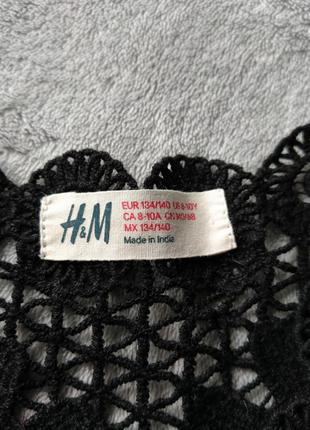 H&M
EUR 134/140 US 8-10Y
CA 8-10A CN 140/68
MX 134/140
Made in India